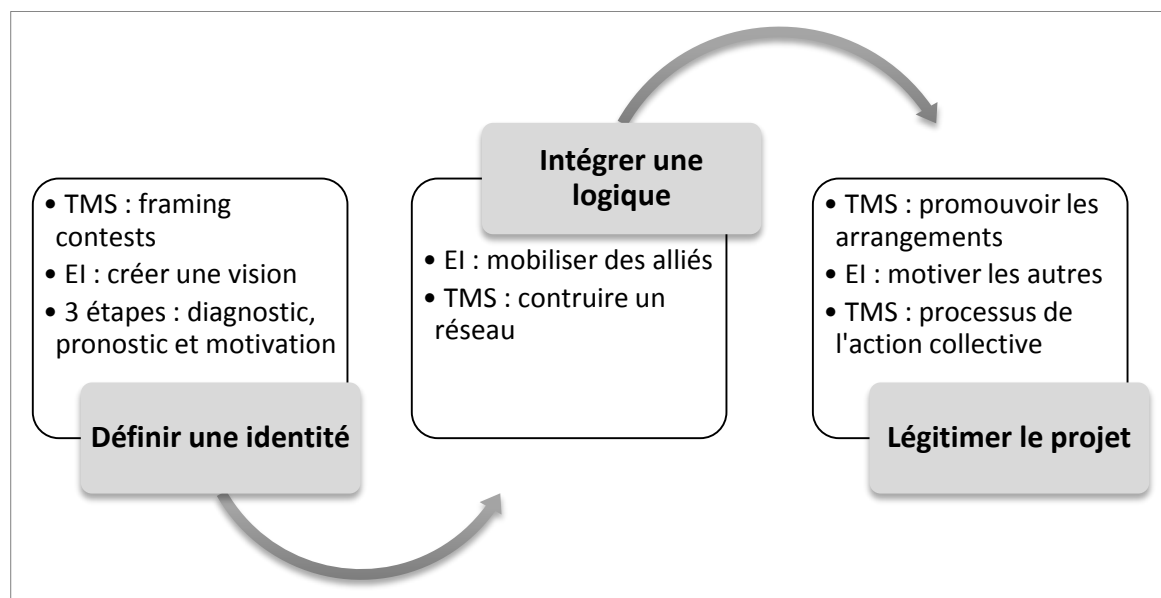 • TMS : framing
contests
• EI : créer une vision
• 3 étapes : diagnostic,
pronostic et motivation
Définir une identité
Intégrer une
logique
• EI : mobiliser des alliés
• TMS : contruire un
réseau
• TMS : promouvoir les
arrangements
• EI : motiver les autres
• TMS : processus de
l'action collective
Légitimer le projet